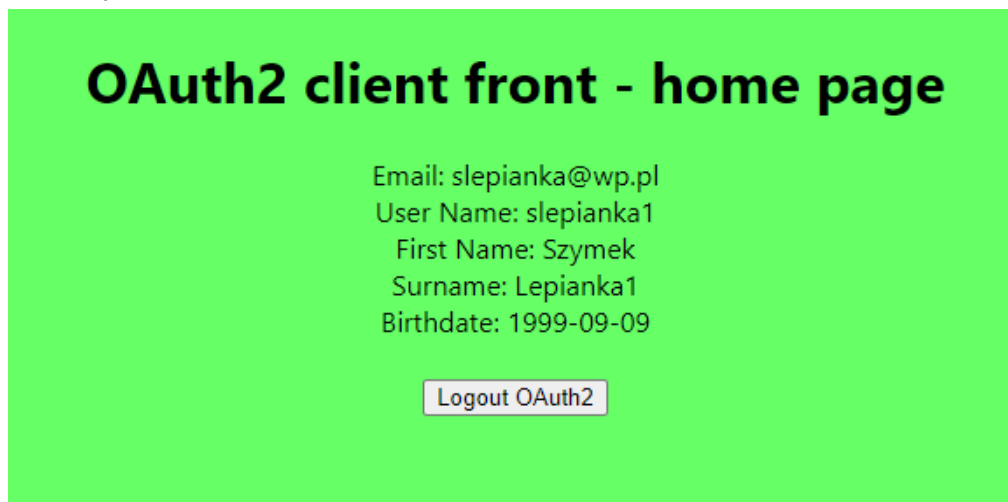 OAuth2 client front - home page
Email: slepianka@wp.pl
User Name: slepianka1
First Name: Szymek
Surname: Lepianka1
Birthdate: 1999-09-09
Logout OAuth2